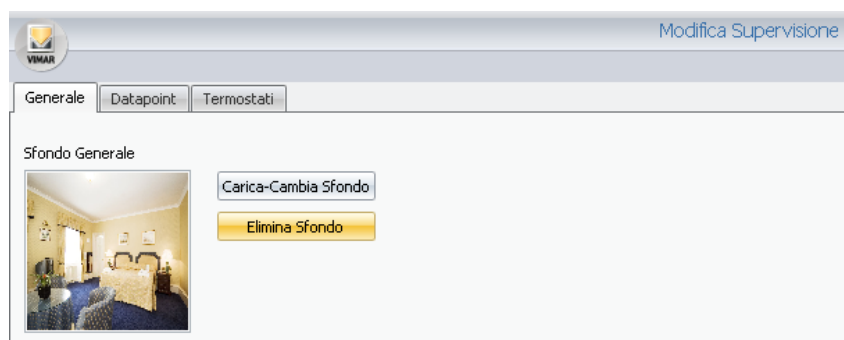 Modifica Supervisione
VIMAR
Generale Datapoint Termostati
Sfondo Generale
Carica-Cambia Sfondo
Elimina Sfondo